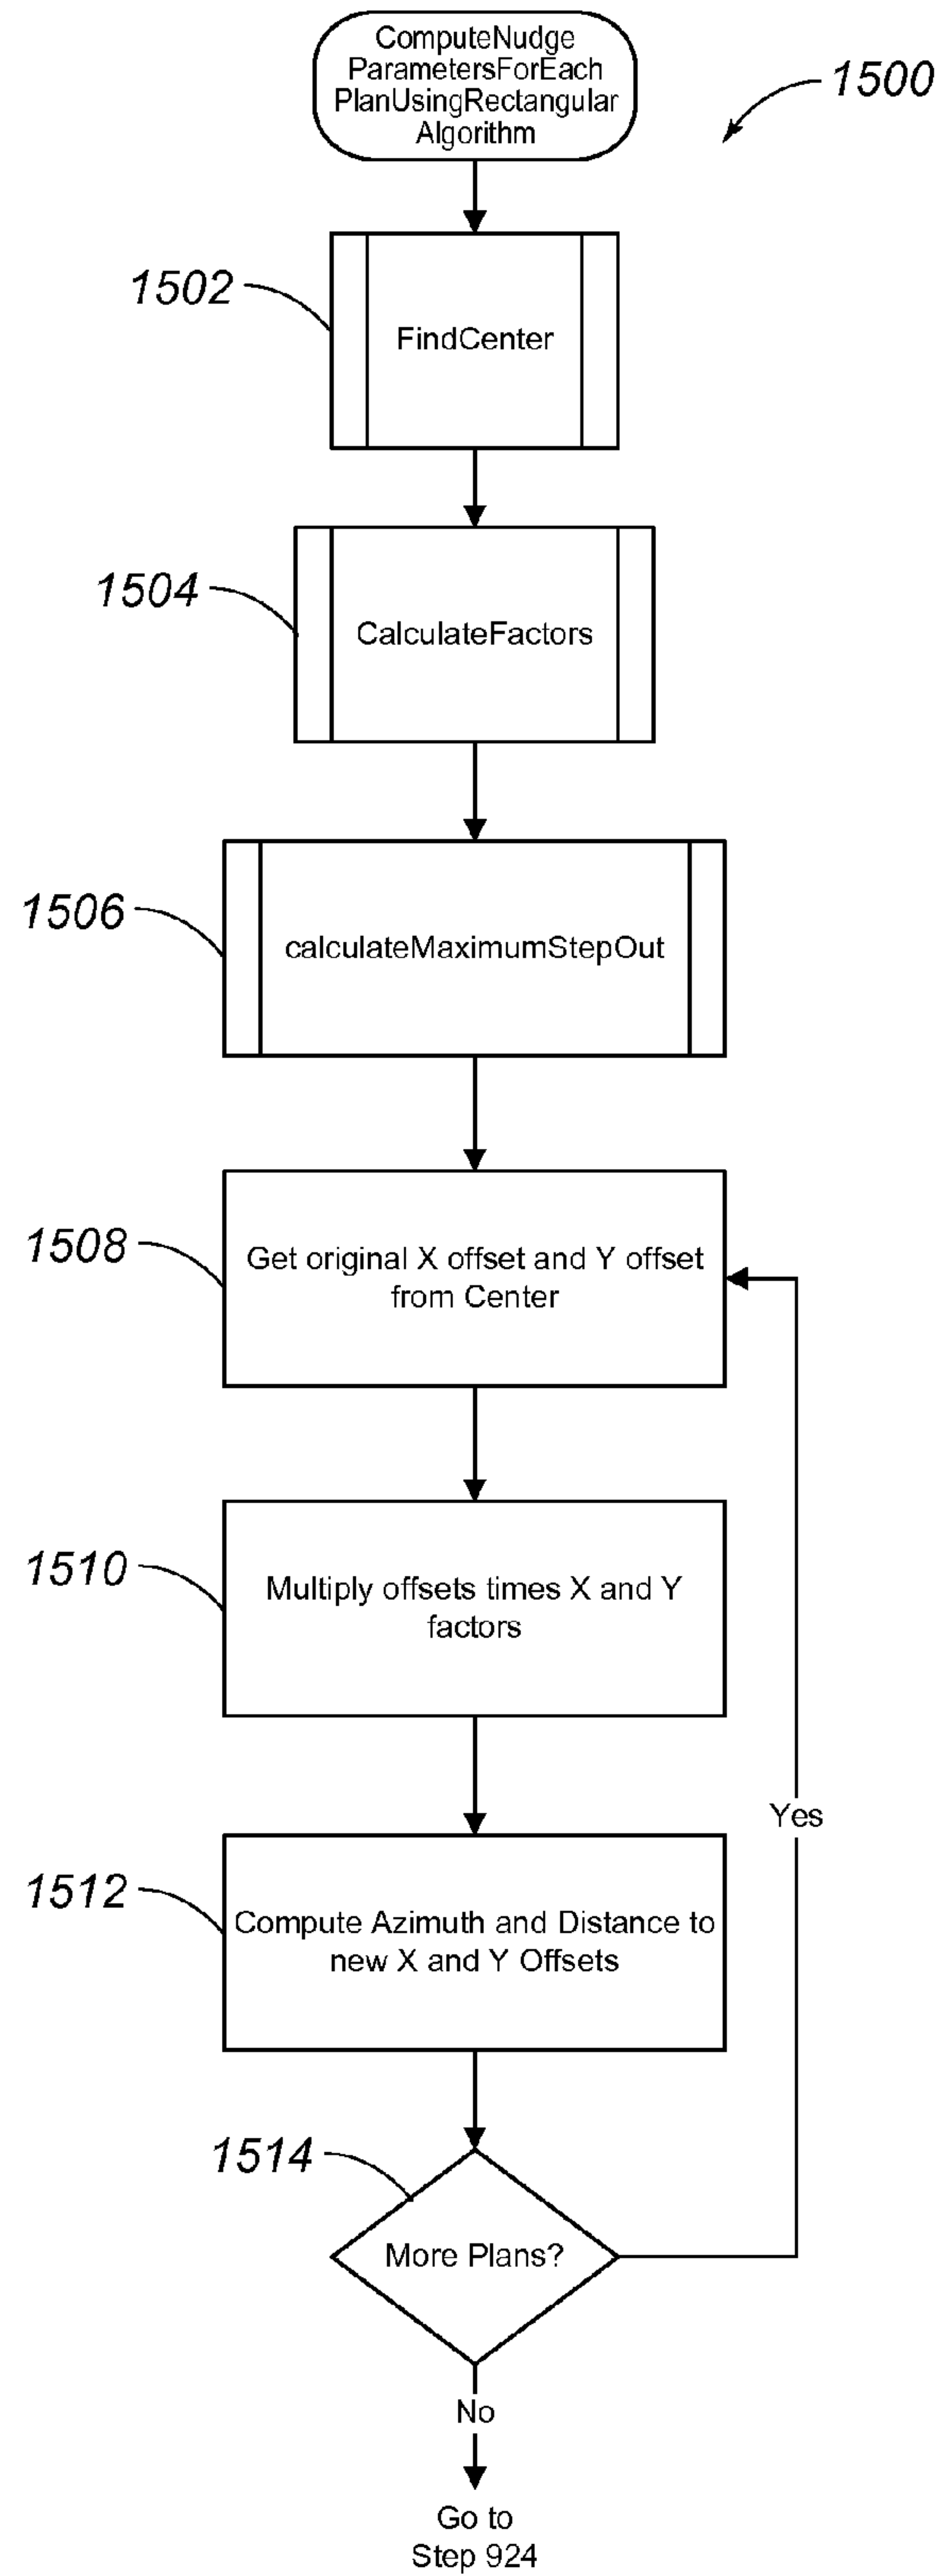 ComputeNudge
ParametersForEach
PlanUsingRectangular
Algorithm
1500
1502
FindCenter
1504
CalculateFactors
1506
calculateMaximumStepOut
1508
Get original X offset and Y offset
from Center
1510
Multiply offsets times X and Y
factors
Yes
1512
Compute Azimuth and Distance to
new X and Y Offsets
1514
More Plans?
No
Go to
Step 924